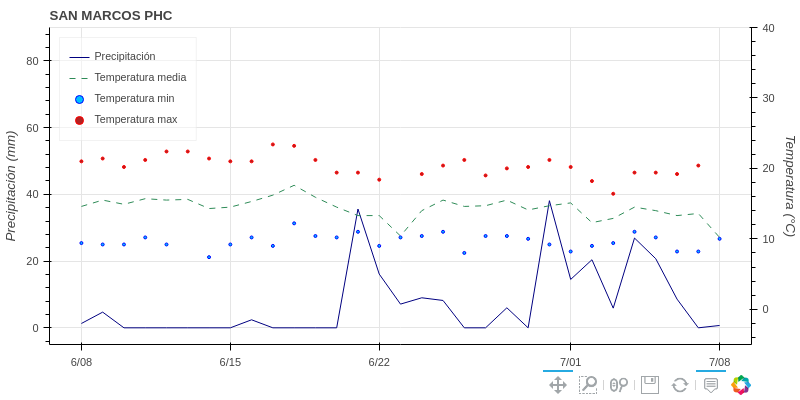 SAN MARCOS PHC
Precipitación
Temperatura media
Temperatura min
Temperatura max
Precipitación (mm)
80
60
40
20
0
Temperatura (°C)
40
30
20
10
0
6/08 6/15 6/22 7/01 7/08